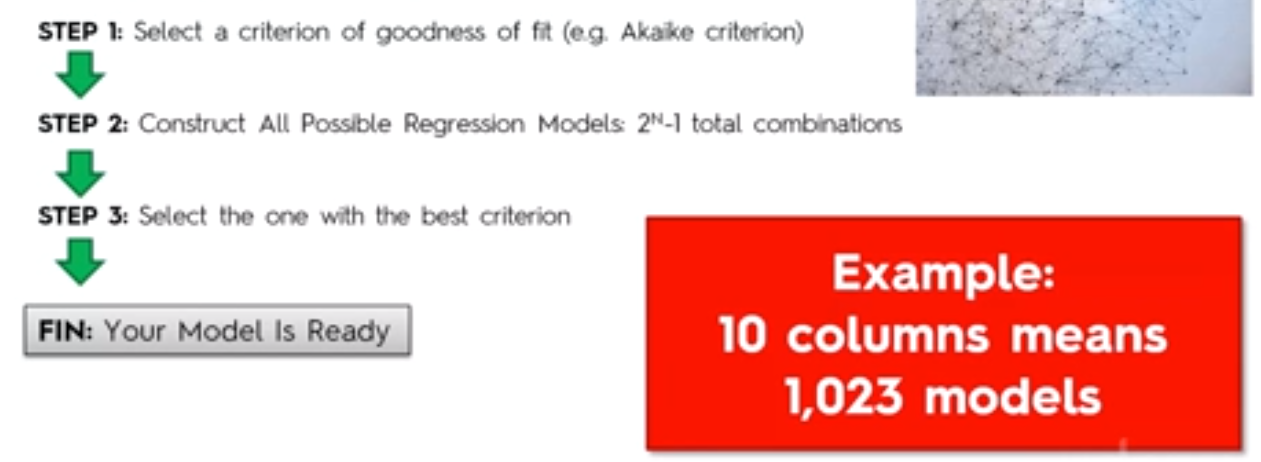 STEP 1: Select a criterion of goodness of fit (e.g. Akaike criterion)
STEP 2: Construct All Possible Regression Models: 2ᴺ-1 total combinations
STEP 3: Select the one with the best criterion
FIN: Your Model Is Ready
Example:
10 columns means
1,023 models